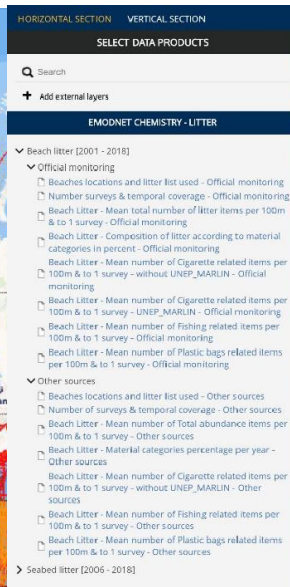 HORIZONTAL SECTION VERTICAL SECTION
SELECT DATA PRODUCTS
Search
+ Add external layers
EMODNET CHEMISTRY - LITTER
Beach litter [2001 - 2018]
Official monitoring
Beaches locations and litter list used - Official monitoring
Number surveys & temporal coverage - Official monitoring
Beach Litter - Mean total number of litter items per 100m
& to 1 survey - Official monitoring
Beach Litter - Composition of litter according to material
categories in percent - Official monitoring
Beach Litter - Mean number of Cigarette related items per
100m & to 1 survey - without UNEP_MARLIN - Official
monitoring
Beach Litter - Mean number of Cigarette related items per
100m & to 1 survey - UNEP_MARLIN - Official monitoring
Beach Litter - Mean number of Fishing related items per
100m & to 1 survey - Official monitoring
Beach Litter - Mean number of Plastic bags related items
per 100m & to 1 survey - Official monitoring
Other sources
Beaches locations and litter list used - Other sources
Number of surveys & temporal coverage - Other sources
Beach Litter - Mean number of Total abundance items per
100m & to 1 survey - Other sources
Beach Litter - Material categories percentage per year -
Other sources
Beach Litter - Mean number of Cigarette related items per
100m & to 1 survey - without UNEP_MARLIN - Other
sources
Beach Litter - Mean number of Fishing related items per
100m & to 1 survey - Other sources
Beach Litter - Mean number of Plastic bags related items
per 100m & to 1 survey - Other sources
Seabed litter [2006 - 2018]